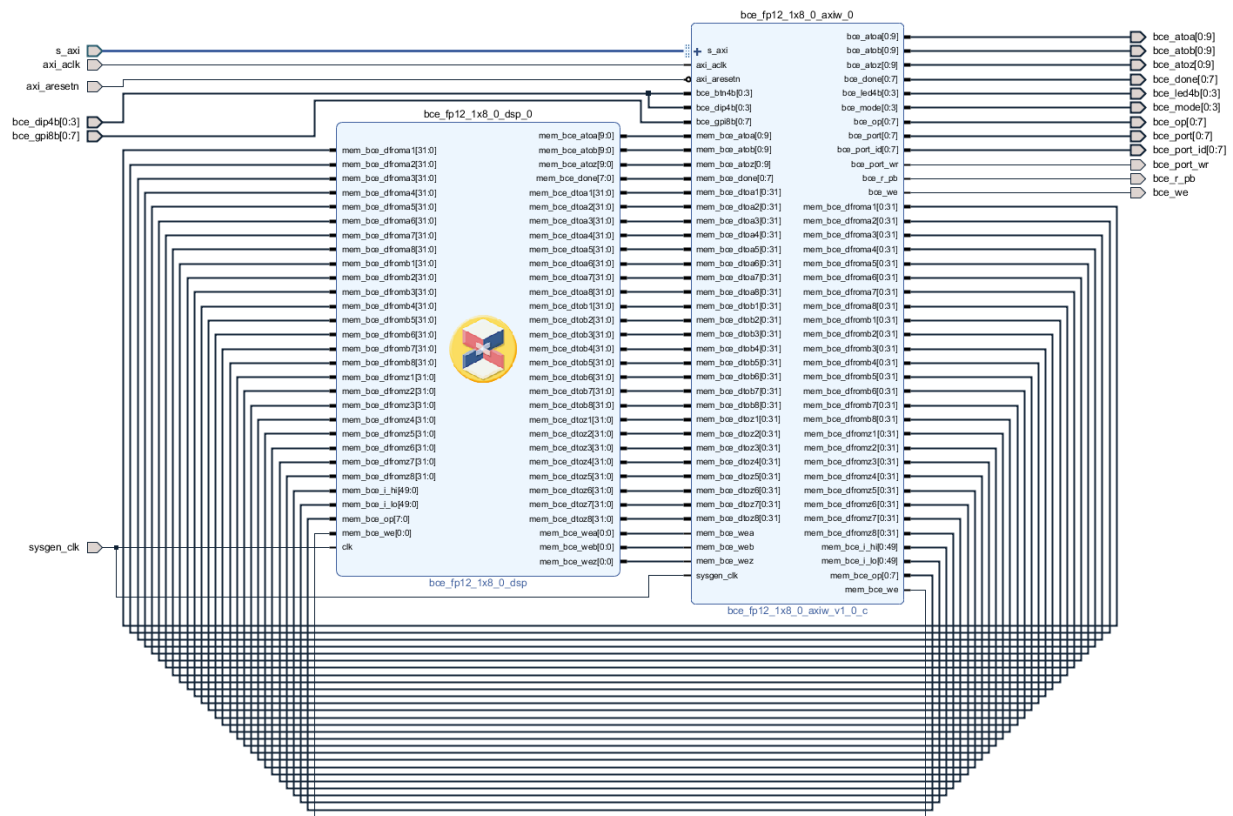 bce_fp12_1x8_0_axiw_0
s_axi
axi_aclk
axi_aresetn
bce_dip4b[0:3]
bce_gpi8b[0:7]
sysgen_clk
bce_fp12_1x8_0_dsp_0
mem_bce_dfroma1[31:0]
mem_bce_dfroma2[31:0]
mem_bce_dfroma3[31:0]
mem_bce_dfroma4[31:0]
mem_bce_dfroma5[31:0]
mem_bce_dfroma6[31:0]
mem_bce_dfroma7[31:0]
mem_bce_dfroma8[31:0]
mem_bce_dfromb1[31:0]
mem_bce_dfromb2[31:0]
mem_bce_dfromb3[31:0]
mem_bce_dfromb4[31:0]
mem_bce_dfromb5[31:0]
mem_bce_dfromb6[31:0]
mem_bce_dfromb7[31:0]
mem_bce_dfromb8[31:0]
mem_bce_dfromz1[31:0]
mem_bce_dfromz2[31:0]
mem_bce_dfromz3[31:0]
mem_bce_dfromz4[31:0]
mem_bce_dfromz5[31:0]
mem_bce_dfromz6[31:0]
mem_bce_dfromz7[31:0]
mem_bce_dfromz8[31:0]
mem_bce_i_hi[49:0]
mem_bce_i_lo[49:0]
mem_bce_op[7:0]
mem_bce_we[0:0]
clk
mem_bce_atoa[9:0]
mem_bce_atob[9:0]
mem_bce_atoz[9:0]
mem_bce_done[7:0]
mem_bce_dtoa1[31:0]
mem_bce_dtoa2[31:0]
mem_bce_dtoa3[31:0]
mem_bce_dtoa4[31:0]
mem_bce_dtoa5[31:0]
mem_bce_dtoa6[31:0]
mem_bce_dtoa7[31:0]
mem_bce_dtoa8[31:0]
mem_bce_dtob1[31:0]
mem_bce_dtob2[31:0]
mem_bce_dtob3[31:0]
mem_bce_dtob4[31:0]
mem_bce_dtob5[31:0]
mem_bce_dtob6[31:0]
mem_bce_dtob7[31:0]
mem_bce_dtob8[31:0]
mem_bce_dtoz1[31:0]
mem_bce_dtoz2[31:0]
mem_bce_dtoz3[31:0]
mem_bce_dtoz4[31:0]
mem_bce_dtoz5[31:0]
mem_bce_dtoz6[31:0]
mem_bce_dtoz7[31:0]
mem_bce_dtoz8[31:0]
mem_bce_wea[0:0]
mem_bce_web[0:0]
mem_bce_wez[0:0]
bce_fp12_1x8_0_dsp
s_axi
axi_aclk
axi_aresetn
bce_btn4b[0:3]
bce_dip4b[0:3]
bce_gpi8b[0:7]
mem_bce_atoa[0:9]
mem_bce_atob[0:9]
mem_bce_atoz[0:9]
mem_bce_done[0:7]
mem_bce_dtoa1[0:31]
mem_bce_dtoa2[0:31]
mem_bce_dtoa3[0:31]
mem_bce_dtoa4[0:31]
mem_bce_dtoa5[0:31]
mem_bce_dtoa6[0:31]
mem_bce_dtoa7[0:31]
mem_bce_dtoa8[0:31]
mem_bce_dtob1[0:31]
mem_bce_dtob2[0:31]
mem_bce_dtob3[0:31]
mem_bce_dtob4[0:31]
mem_bce_dtob5[0:31]
mem_bce_dtob6[0:31]
mem_bce_dtob7[0:31]
mem_bce_dtob8[0:31]
mem_bce_dtoz1[0:31]
mem_bce_dtoz2[0:31]
mem_bce_dtoz3[0:31]
mem_bce_dtoz4[0:31]
mem_bce_dtoz5[0:31]
mem_bce_dtoz6[0:31]
mem_bce_dtoz7[0:31]
mem_bce_dtoz8[0:31]
mem_bce_wea
mem_bce_web
mem_bce_wez
sysgen_clk
bce_atoa[0:9]
bce_atob[0:9]
bce_atoz[0:9]
bce_done[0:7]
bce_led4b[0:3]
bce_mode[0:3]
bce_op[0:7]
bce_port[0:7]
bce_port_id[0:7]
bce_port_wr
bce_r_pb
bce_we
mem_bce_dfroma1[0:31]
mem_bce_dfroma2[0:31]
mem_bce_dfroma3[0:31]
mem_bce_dfroma4[0:31]
mem_bce_dfroma5[0:31]
mem_bce_dfroma6[0:31]
mem_bce_dfroma7[0:31]
mem_bce_dfroma8[0:31]
mem_bce_dfromb1[0:31]
mem_bce_dfromb2[0:31]
mem_bce_dfromb3[0:31]
mem_bce_dfromb4[0:31]
mem_bce_dfromb5[0:31]
mem_bce_dfromb6[0:31]
mem_bce_dfromb7[0:31]
mem_bce_dfromb8[0:31]
mem_bce_dfromz1[0:31]
mem_bce_dfromz2[0:31]
mem_bce_dfromz3[0:31]
mem_bce_dfromz4[0:31]
mem_bce_dfromz5[0:31]
mem_bce_dfromz6[0:31]
mem_bce_dfromz7[0:31]
mem_bce_dfromz8[0:31]
mem_bce_i_hi[0:49]
mem_bce_i_lo[0:49]
mem_bce_op[0:7]
mem_bce_we
bce_fp12_1x8_0_axiw_v1_0_c
bce_atoa[0:9]
bce_atob[0:9]
bce_atoz[0:9]
bce_done[0:7]
bce_led4b[0:3]
bce_mode[0:3]
bce_op[0:7]
bce_port[0:7]
bce_port_id[0:7]
bce_port_wr
bce_r_pb
bce_we